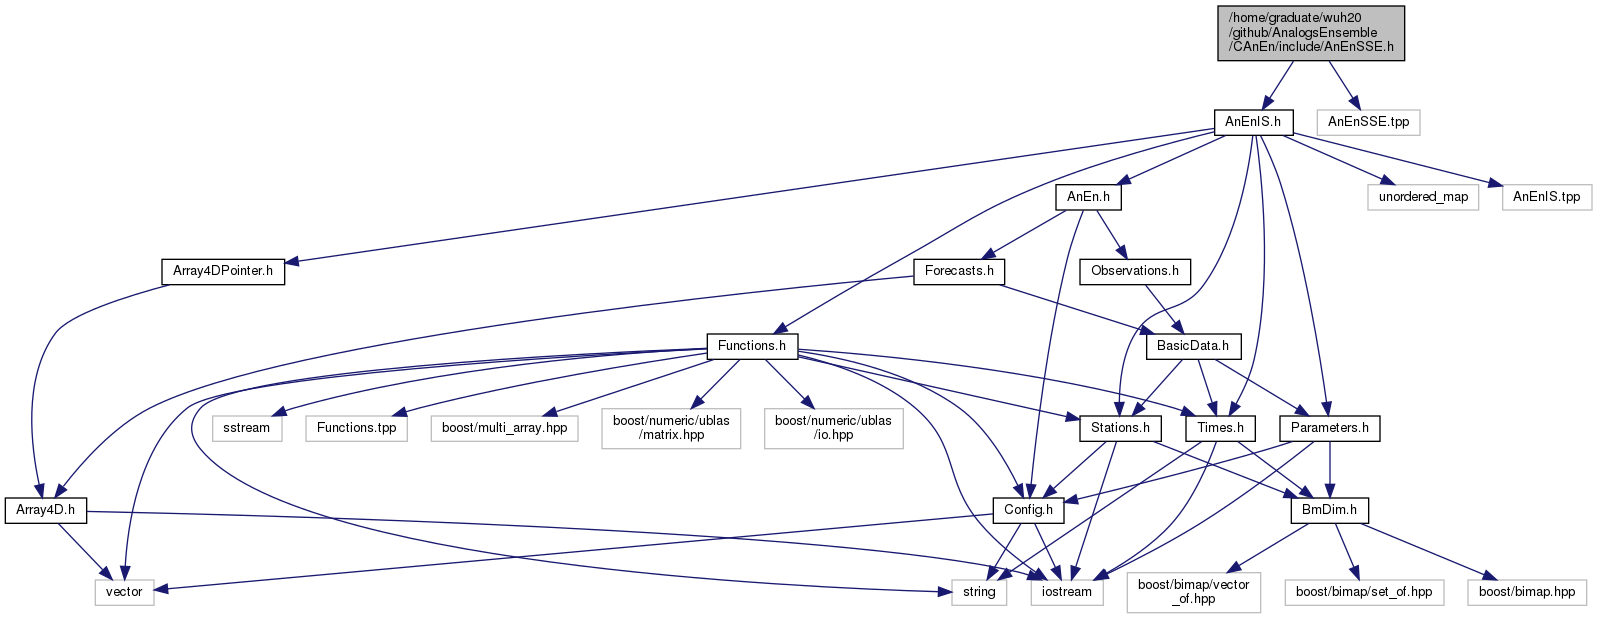 /home/graduate/wuh20
/github/AnalogsEnsemble
/CAnEn/include/AnEnSSE.h
AnEnIS.h
AnEnSSE.tpp
AnEn.h
unordered_map
AnEnIS.tpp
Array4DPointer.h
Forecasts.h
Observations.h
Functions.h
BasicData.h
sstream
Functions.tpp
boost/multi_array.hpp
boost/numeric/ublas
/matrix.hpp
boost/numeric/ublas
/io.hpp
Stations.h
Times.h
Parameters.h
Array4D.h
Config.h
BmDim.h
vector
string
iostream
boost/bimap/vector
_of.hpp
boost/bimap/set_of.hpp
boost/bimap.hpp